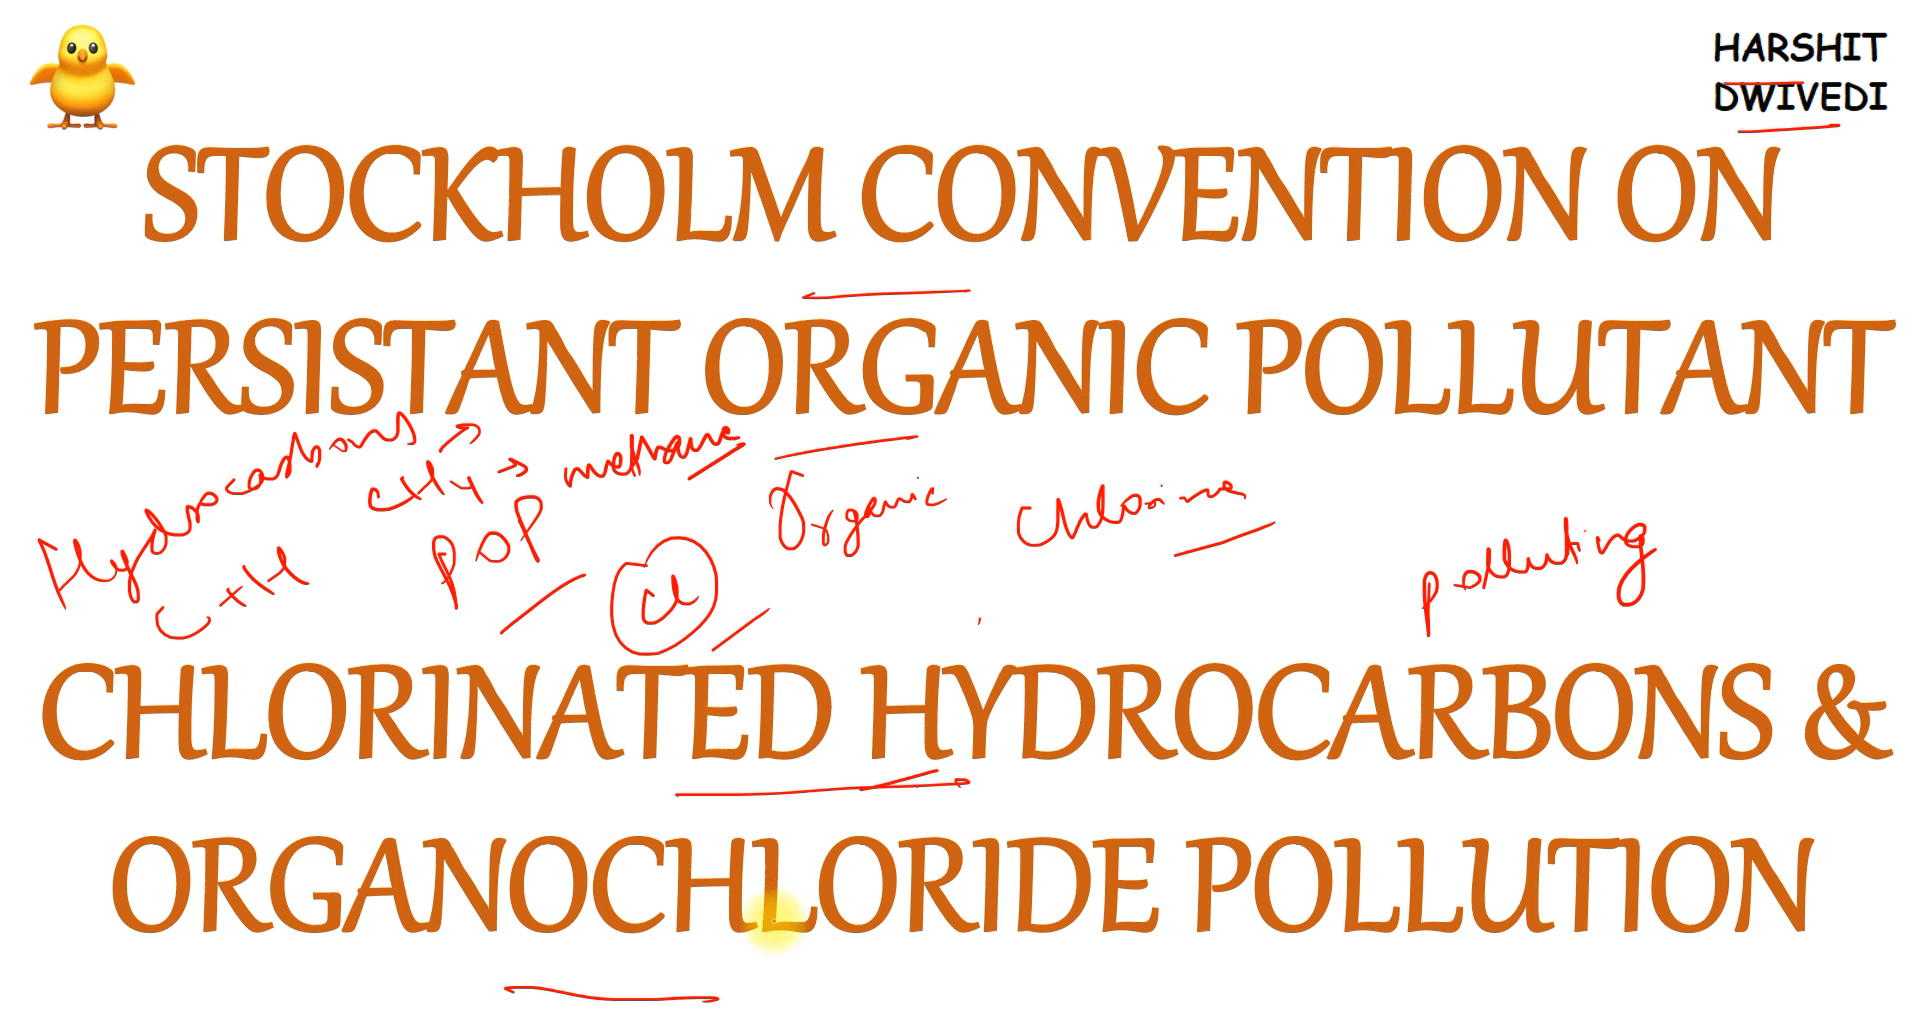 HARSHIT
DWIVEDI
STOCKHOLM CONVENTION ON
PERSISTANT ORGANIC POLLUTANT
Hydrocarbons CH4 → methane
C+H POP Cl Organic Chlorine polluting
CHLORINATED HYDROCARBONS &
ORGANOCHLORIDE POLLUTION